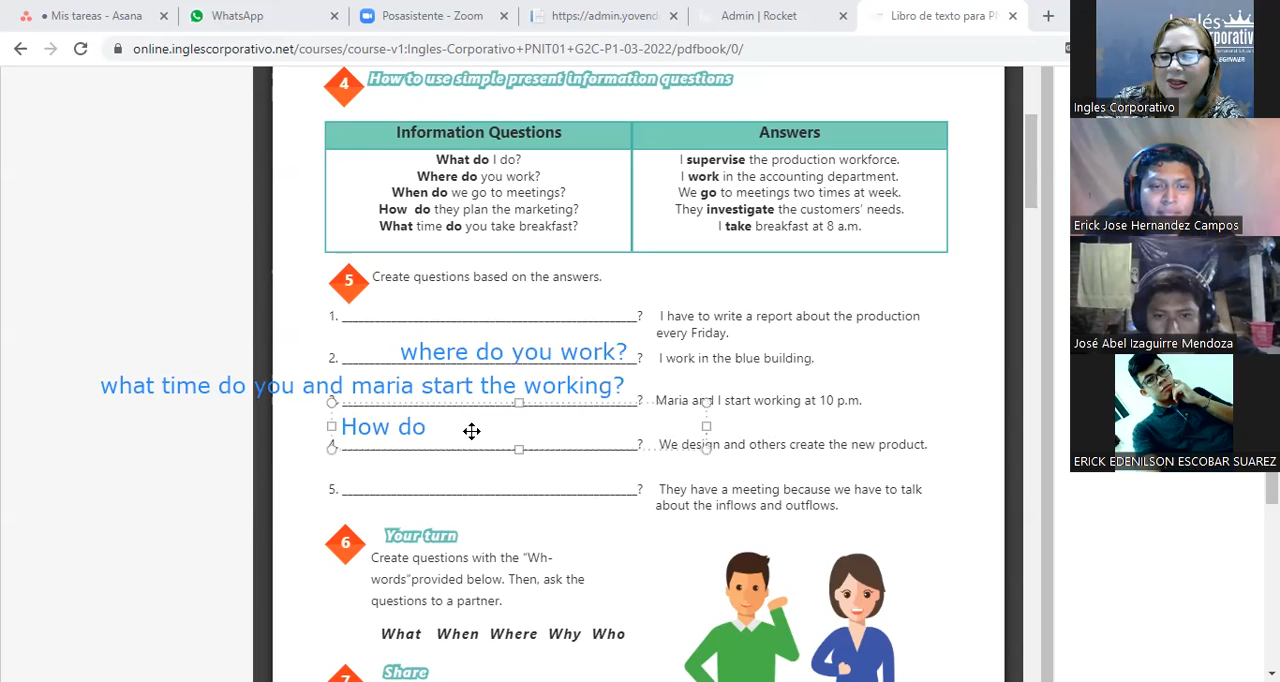 • Mis tareas - Asana
WhatsApp
Posasistente - Zoom
https://admin.yovend
Admin | Rocket
Libro de texto para PN
online.inglescorporativo.net/courses/course-v1:Ingles-Corporativo+PNIT01+G2C-P1-03-2022/pdfbook/0/
4 How to use simple present information questions
Information Questions Answers
What do I do? I supervise the production workforce.
Where do you work? I work in the accounting department.
When do we go to meetings? We go to meetings two times at week.
How do they plan the marketing? They investigate the customers' needs.
What time do you take breakfast? I take breakfast at 8 a.m.
5 Create questions based on the answers.
1. ? I have to write a report about the production
every Friday.
2. where do you work? ? I work in the blue building.
what time do you and maria start the working?
3. ? Maria and I start working at 10 p.m.
How do
4. ? We design and others create the new product.
5. ? They have a meeting because we have to talk
about the inflows and outflows.
6 Your turn
Create questions with the "Wh-
words"provided below. Then, ask the
questions to a partner.
What When Where Why Who
7 Share
Inglés
Ingles Corporativo
Erick Jose Hernandez Campos
José Abel Izaguirre Mendoza
ERICK EDENILSON ESCOBAR SUAREZ